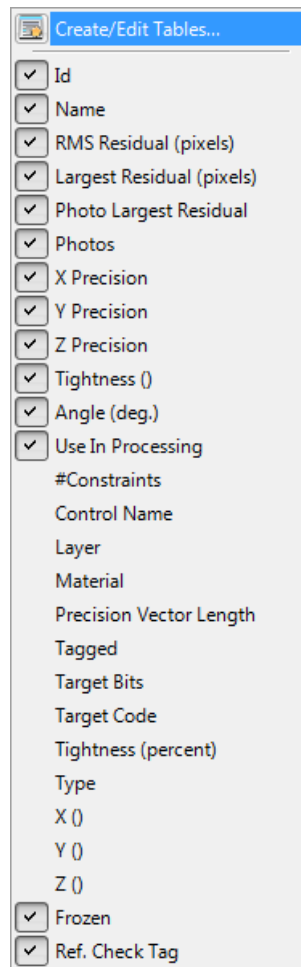 Create/Edit Tables...
Id
Name
RMS Residual (pixels)
Largest Residual (pixels)
Photo Largest Residual
Photos
X Precision
Y Precision
Z Precision
Tightness ()
Angle (deg.)
Use In Processing
#Constraints
Control Name
Layer
Material
Precision Vector Length
Tagged
Target Bits
Target Code
Tightness (percent)
Type
X ()
Y ()
Z ()
Frozen
Ref. Check Tag